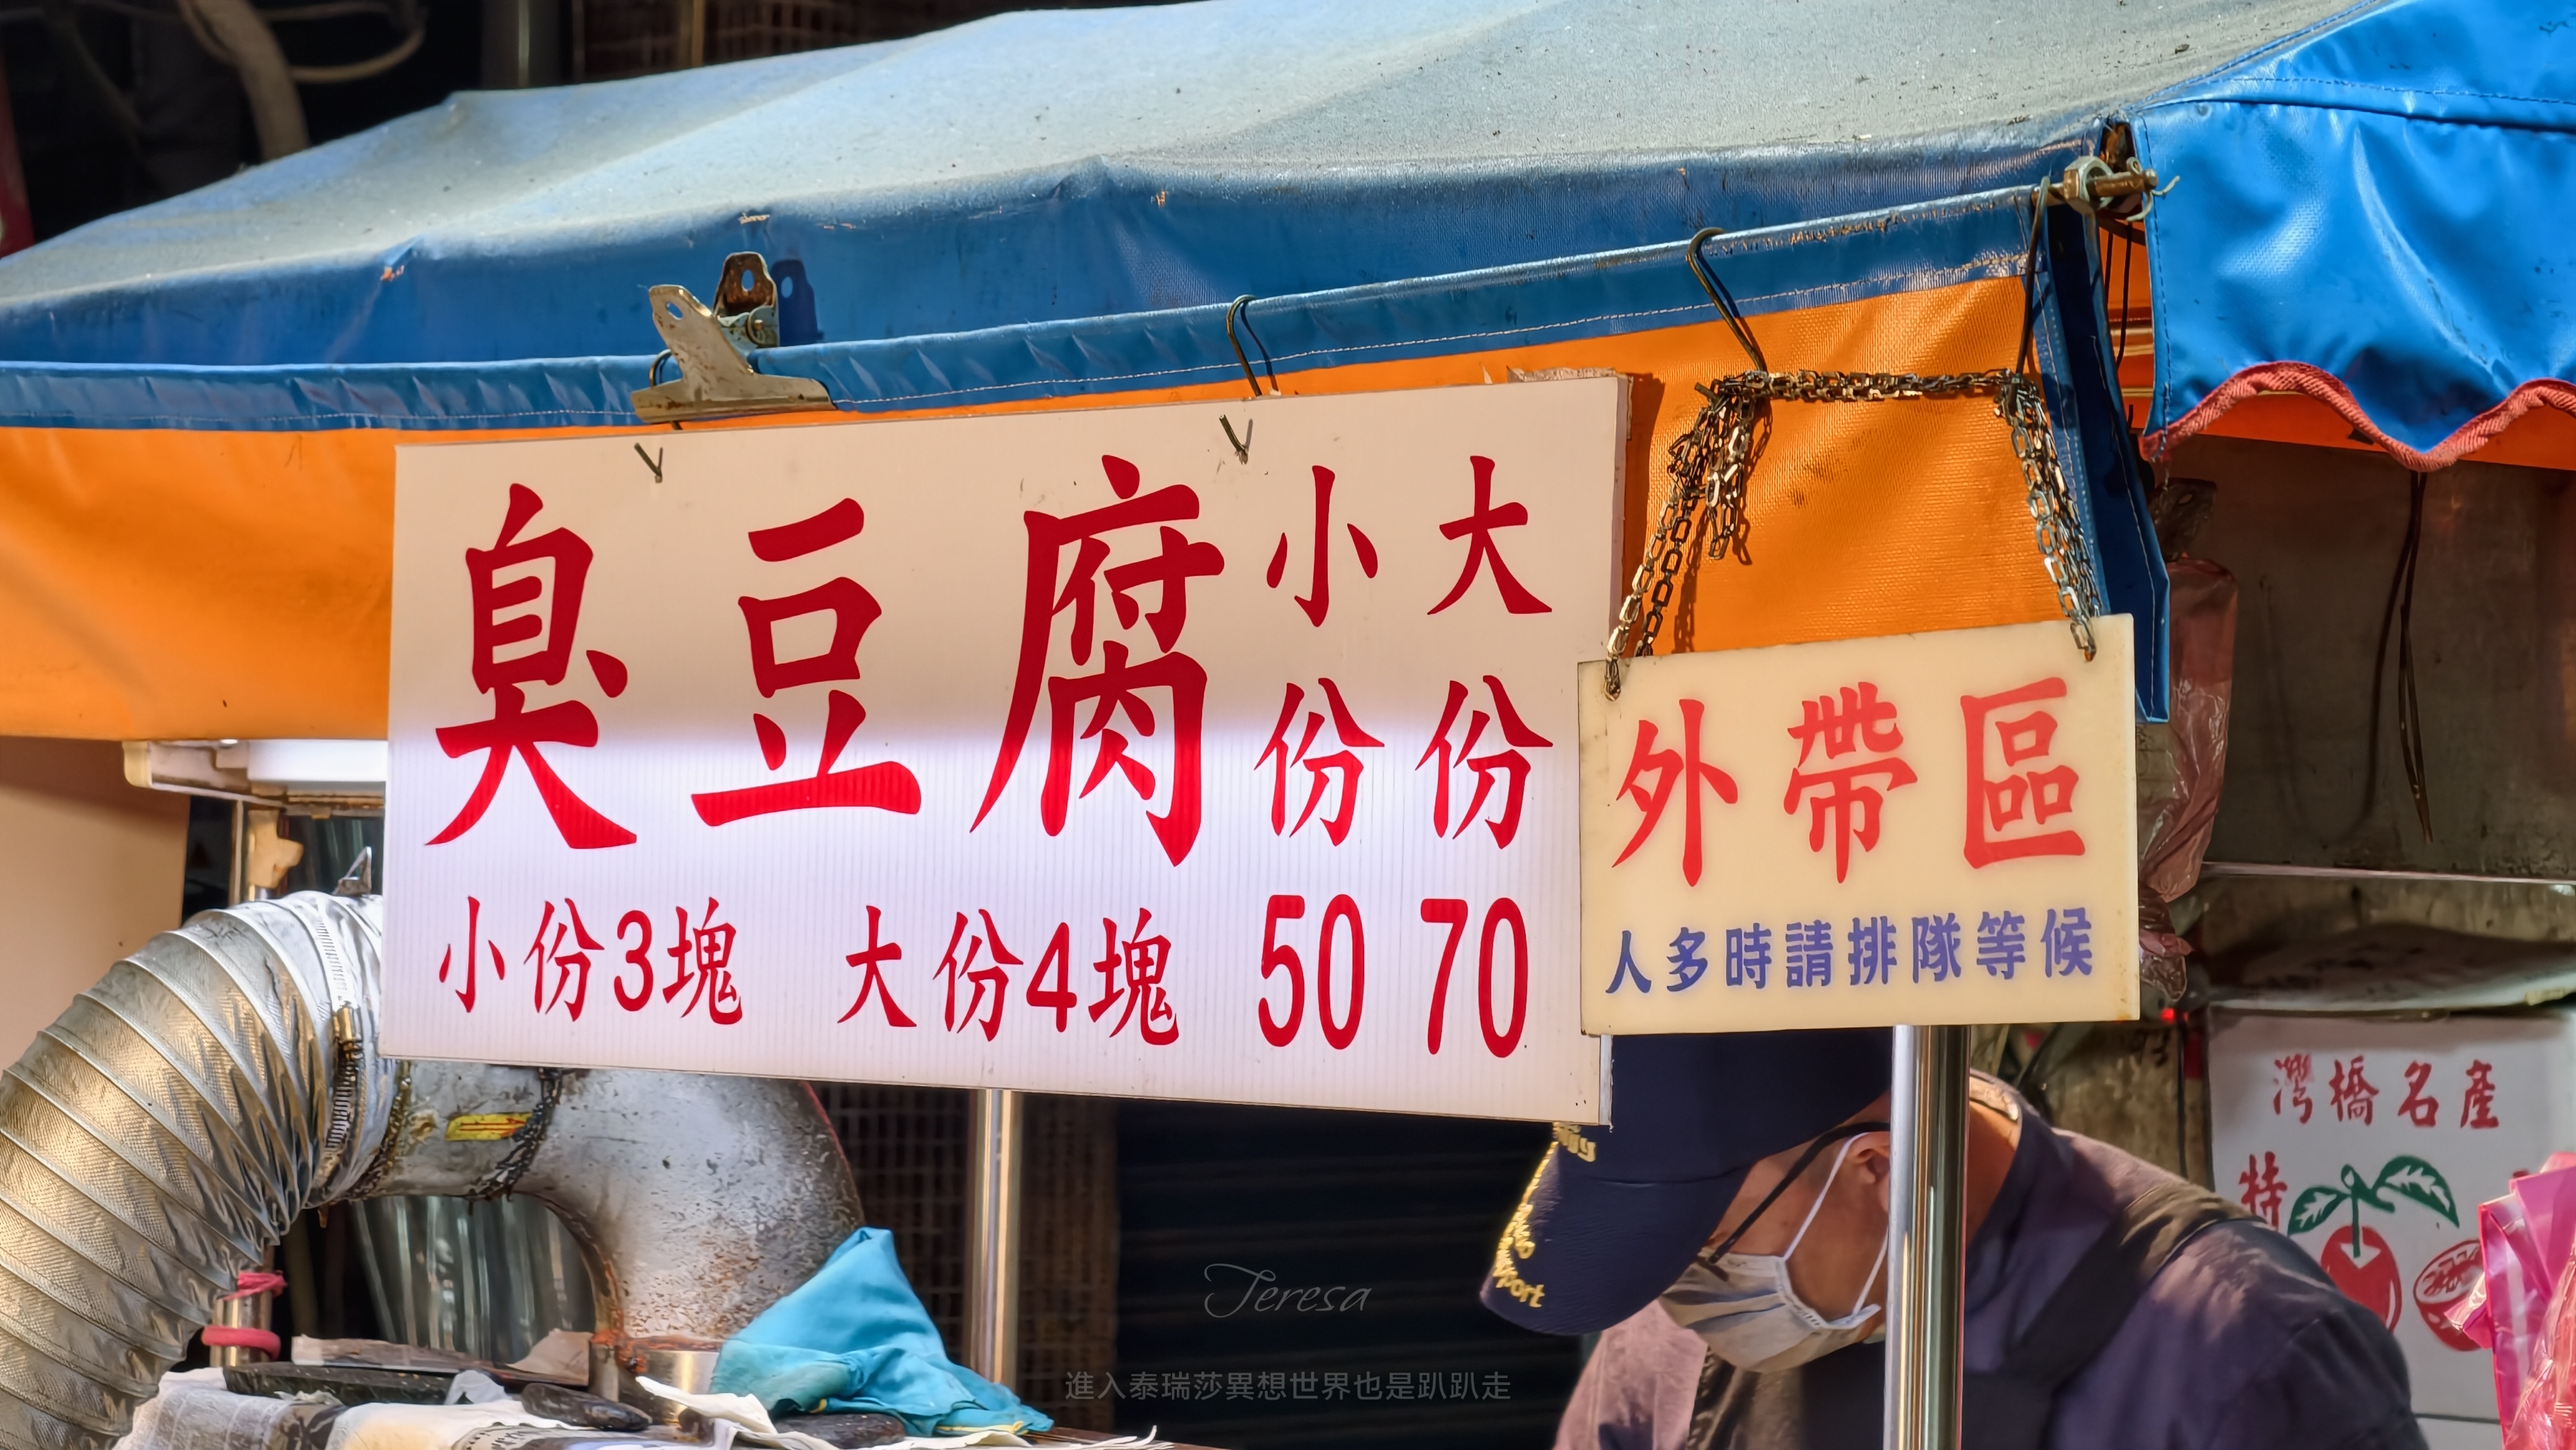 臭豆腐
小份 大份
50 70
小份3塊 大份4塊
外帶區
人多時請排隊等候
灣橋名產
特
port
Teresa
進入泰瑞莎異想世界也是趴趴走